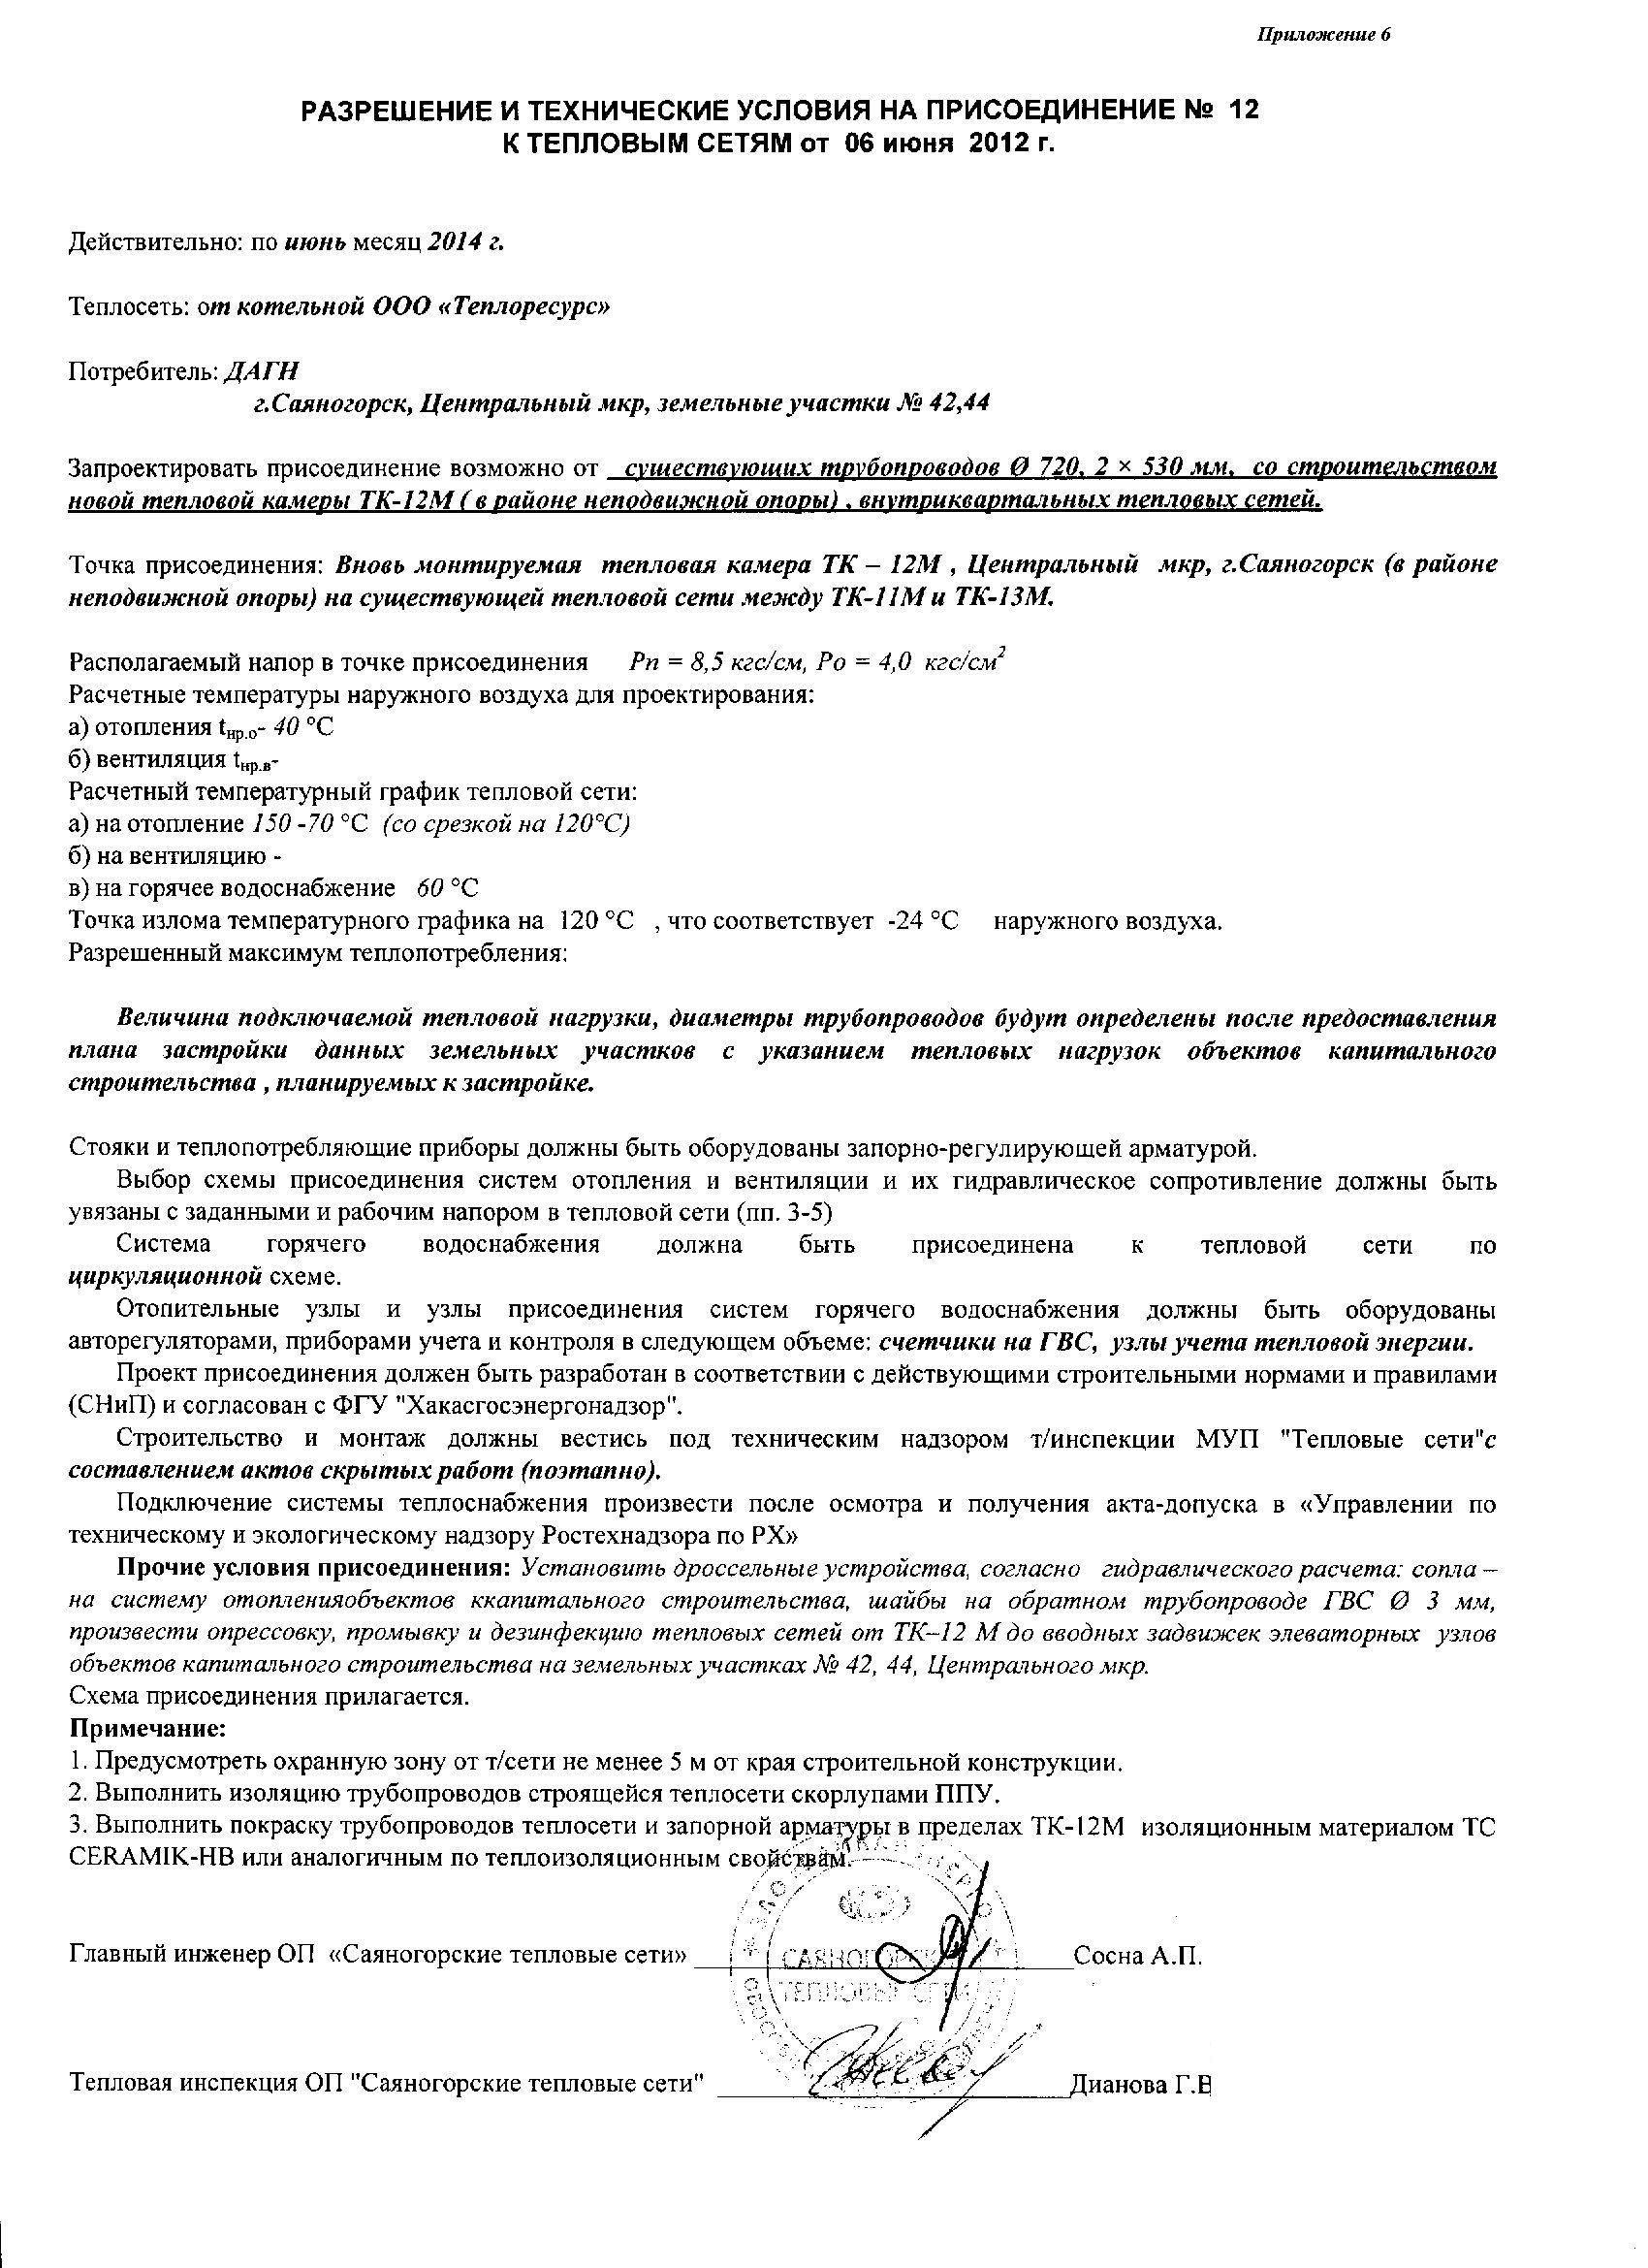 Приложение 6
РАЗРЕШЕНИЕ И ТЕХНИЧЕСКИЕ УСЛОВИЯ НА ПРИСОЕДИНЕНИЕ № 12
К ТЕПЛОВЫМ СЕТЯМ от 06 июня 2012 г.
Действительно: по июнь месяц 2014 г.
Теплосеть: от котельной ООО «Теплоресурс»
Потребитель: ДАГН
г.Саяногорск, Центральный мкр, земельные участки № 42,44
Запроектировать присоединение возможно от существующих трубопроводов Ø 720, 2 × 530 мм, со строительством
новой тепловой камеры ТК-12М ( в районе неподвижной опоры) , внутриквартальных тепловых сетей.
Точка присоединения: Вновь монтируемая тепловая камера ТК – 12М , Центральный мкр, г.Саяногорск (в районе
неподвижной опоры) на существующей тепловой сети между ТК-11М и ТК-13М.
Располагаемый напор в точке присоединения Рп = 8,5 кгс/см, Ро = 4,0 кгс/см²
Расчетные температуры наружного воздуха для проектирования:
а) отопления tнр.о- 40 °С
б) вентиляция tнр.в-
Расчетный температурный график тепловой сети:
а) на отопление 150 -70 °С (со срезкой на 120°С)
б) на вентиляцию -
в) на горячее водоснабжение 60 °С
Точка излома температурного графика на 120 °С , что соответствует -24 °С наружного воздуха.
Разрешенный максимум теплопотребления:
Величина подключаемой тепловой нагрузки, диаметры трубопроводов будут определены после предоставления
плана застройки данных земельных участков с указанием тепловых нагрузок объектов капитального
строительства , планируемых к застройке.
Стояки и теплопотребляющие приборы должны быть оборудованы запорно-регулирующей арматурой.
Выбор схемы присоединения систем отопления и вентиляции и их гидравлическое сопротивление должны быть
увязаны с заданными и рабочим напором в тепловой сети (пп. 3-5)
Система горячего водоснабжения должна быть присоединена к тепловой сети по
циркуляционной схеме.
Отопительные узлы и узлы присоединения систем горячего водоснабжения должны быть оборудованы
авторегуляторами, приборами учета и контроля в следующем объеме: счетчики на ГВС, узлы учета тепловой энергии.
Проект присоединения должен быть разработан в соответствии с действующими строительными нормами и правилами
(СНиП) и согласован с ФГУ "Хакасгосэнергонадзор".
Строительство и монтаж должны вестись под техническим надзором т/инспекции МУП "Тепловые сети"с
составлением актов скрытых работ (поэтапно).
Подключение системы теплоснабжения произвести после осмотра и получения акта-допуска в «Управлении по
техническому и экологическому надзору Ростехнадзора по РХ»
Прочие условия присоединения: Установить дроссельные устройства, согласно гидравлического расчета: сопла –
на систему отопленияобъектов ккапитального строительства, шайбы на обратном трубопроводе ГВС Ø 3 мм,
произвести опрессовку, промывку и дезинфекцию тепловых сетей от ТК–12 М до вводных задвижек элеваторных узлов
объектов капитального строительства на земельных участках № 42, 44, Центрального мкр.
Схема присоединения прилагается.
Примечание:
1. Предусмотреть охранную зону от т/сети не менее 5 м от края строительной конструкции.
2. Выполнить изоляцию трубопроводов строящейся теплосети скорлупами ППУ.
3. Выполнить покраску трубопроводов теплосети и запорной арматуры в пределах ТК-12М изоляционным материалом ТС
CERAMIK-HB или аналогичным по теплоизоляционным свойствам.
Главный инженер ОП «Саяногорские тепловые сети» Сосна А.П.
САЯНОГОРСКИЕ
ТЕПЛОВЫЕ СЕТИ
Тепловая инспекция ОП "Саяногорские тепловые сети" Дианова Г.В